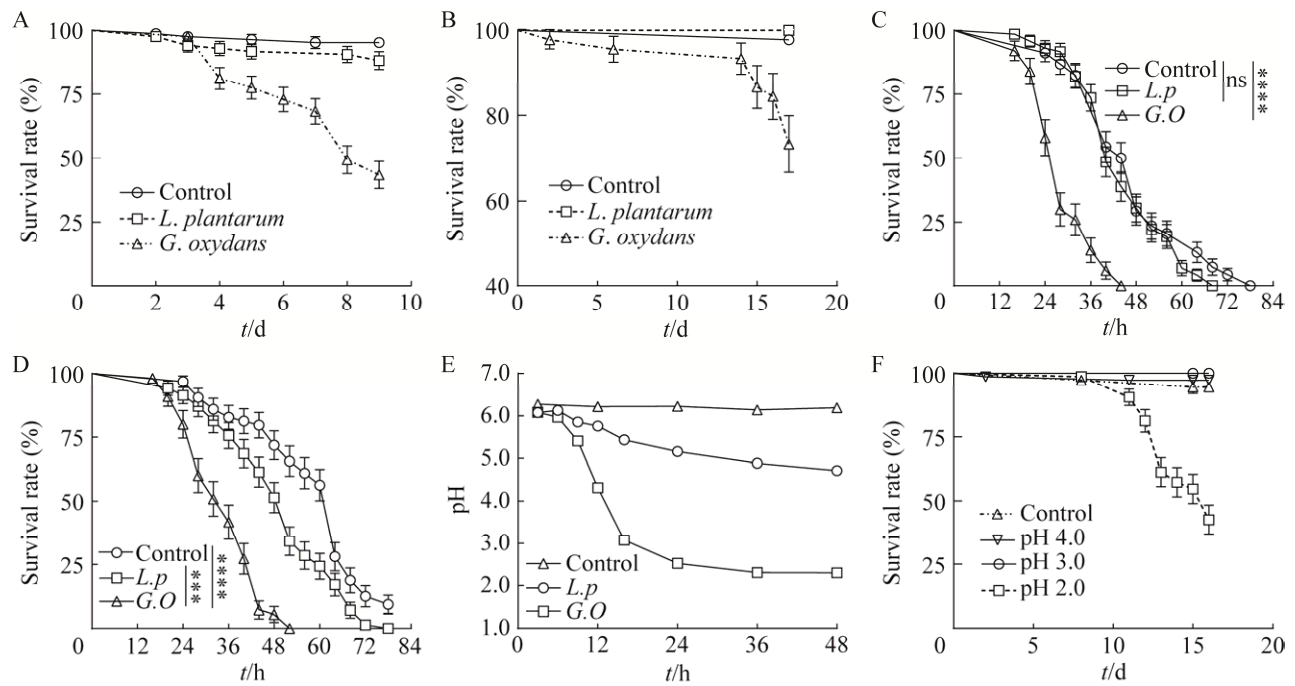 A
Survival rate (%)
100
75
50
25
0
2
4
6
8
10
t/d
Control
L. plantarum
G. oxydans
B
Survival rate (%)
100
80
60
40
0
5
10
15
20
t/d
Control
L. plantarum
G. oxydans
C
Survival rate (%)
100
75
50
25
0
12
24
36
48
60
72
84
t/h
Control
L.p
G.O
ns
****
D
Survival rate (%)
100
75
50
25
0
12
24
36
48
60
72
84
t/h
Control
L.p
G.O
***
****
E
pH
7.0
6.0
5.0
4.0
3.0
2.0
1.0
0
12
24
36
48
t/h
Control
L.p
G.O
F
Survival rate (%)
100
75
50
25
0
5
10
15
20
t/d
Control
pH 4.0
pH 3.0
pH 2.0